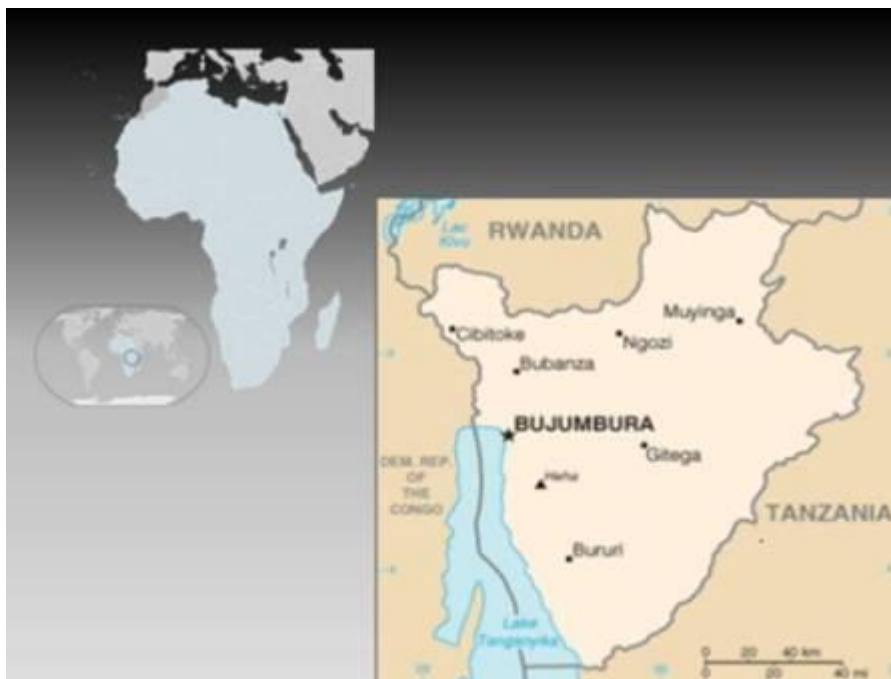 Lac
Kivu
RWANDA
Muyinga
Cibitoke
Ngozi
Bubanza
BUJUMBURA
Gitega
DEM. REP.
OF
THE
CONGO
Heha
TANZANIA
Bururi
Lake
Tanganyika
0 20 40 km
0 20 40 mi